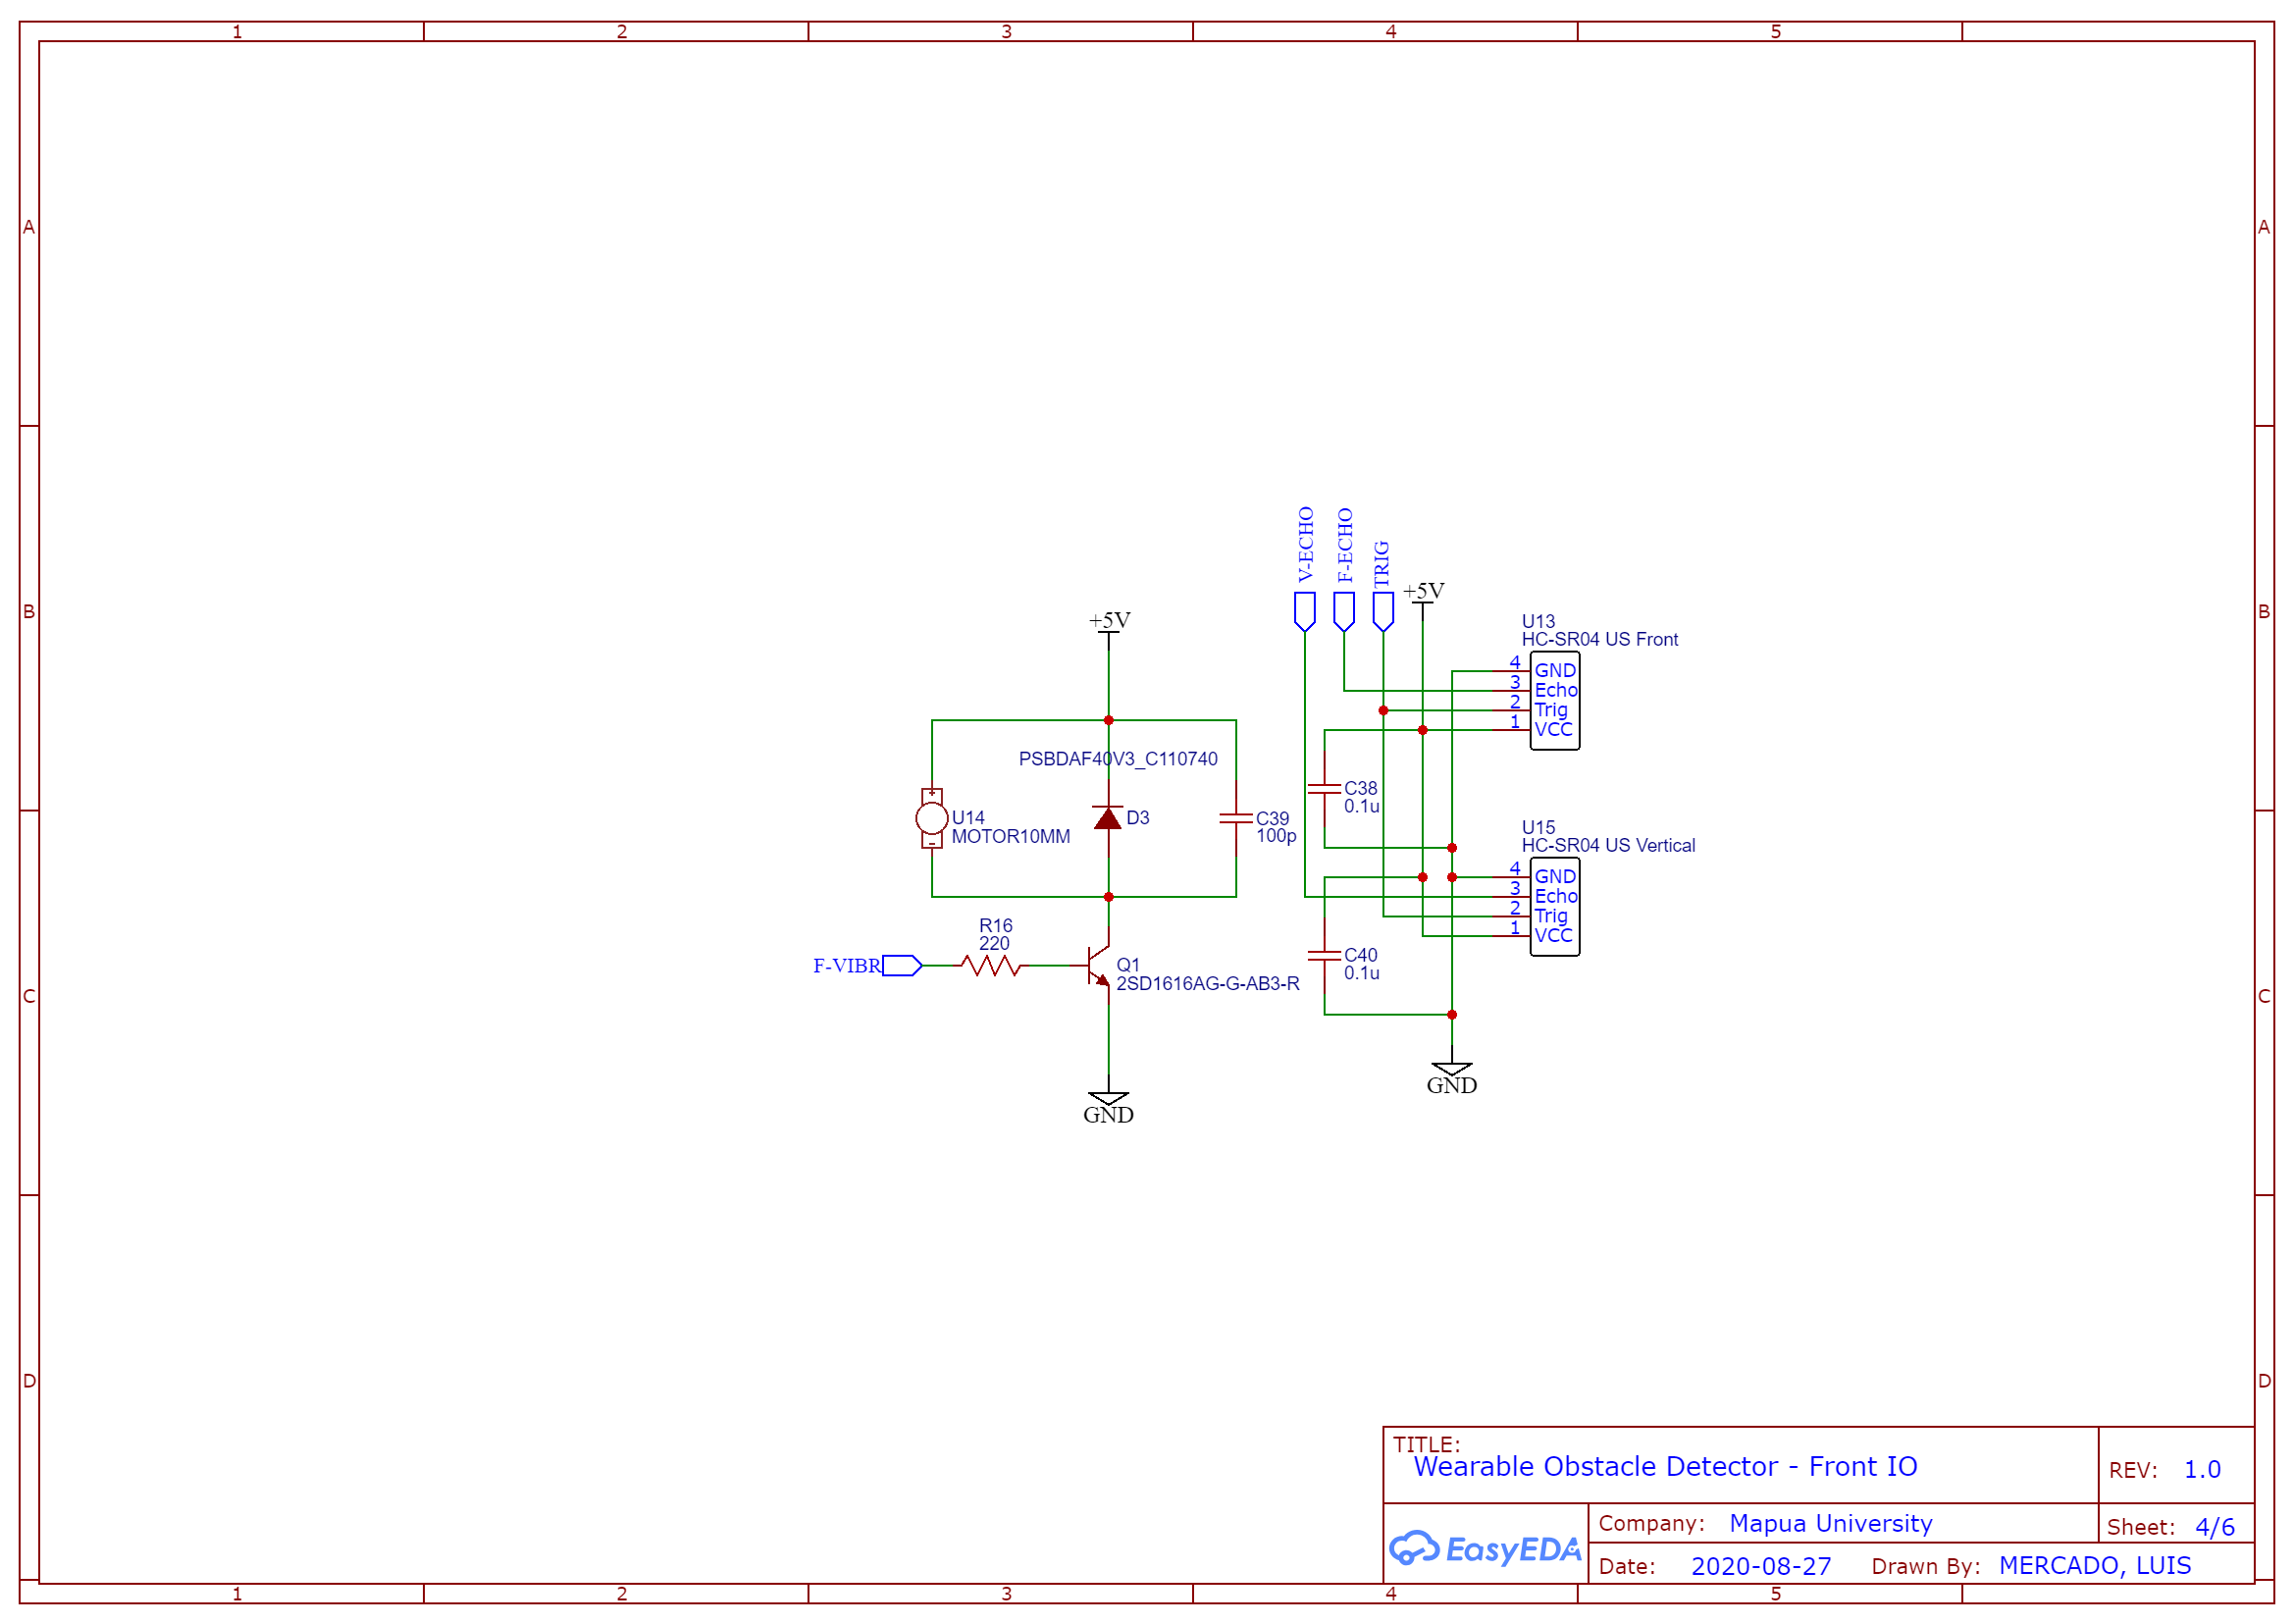 1 2 3 4 5
A A
B B
C C
D D
V-ECHO
F-ECHO
TRIG
+5V
+5V
U13
HC-SR04 US Front
4 GND
3 Echo
2 Trig
1 VCC
PSBDAF40V3_C110740
U14
MOTOR10MM
D3
C39
100p
C38
0.1u
U15
HC-SR04 US Vertical
4 GND
3 Echo
2 Trig
1 VCC
R16
220
F-VIBR
Q1
2SD1616AG-G-AB3-R
C40
0.1u
GND
GND
TITLE:
Wearable Obstacle Detector - Front IO
REV: 1.0
EasyEDA
Company: Mapua University
Sheet: 4/6
Date: 2020-08-27 Drawn By: MERCADO, LUIS
1 2 3 4 5